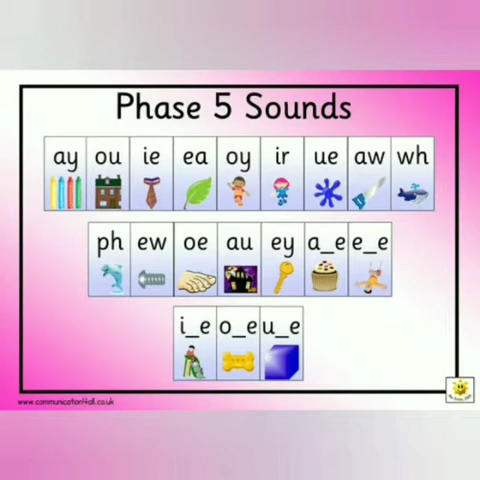 Phase 5 Sounds
ay ou ie ea oy ir ue aw wh
ph ew oe au ey a_e e_e
i_e o_e u_e
www.communication4all.co.uk